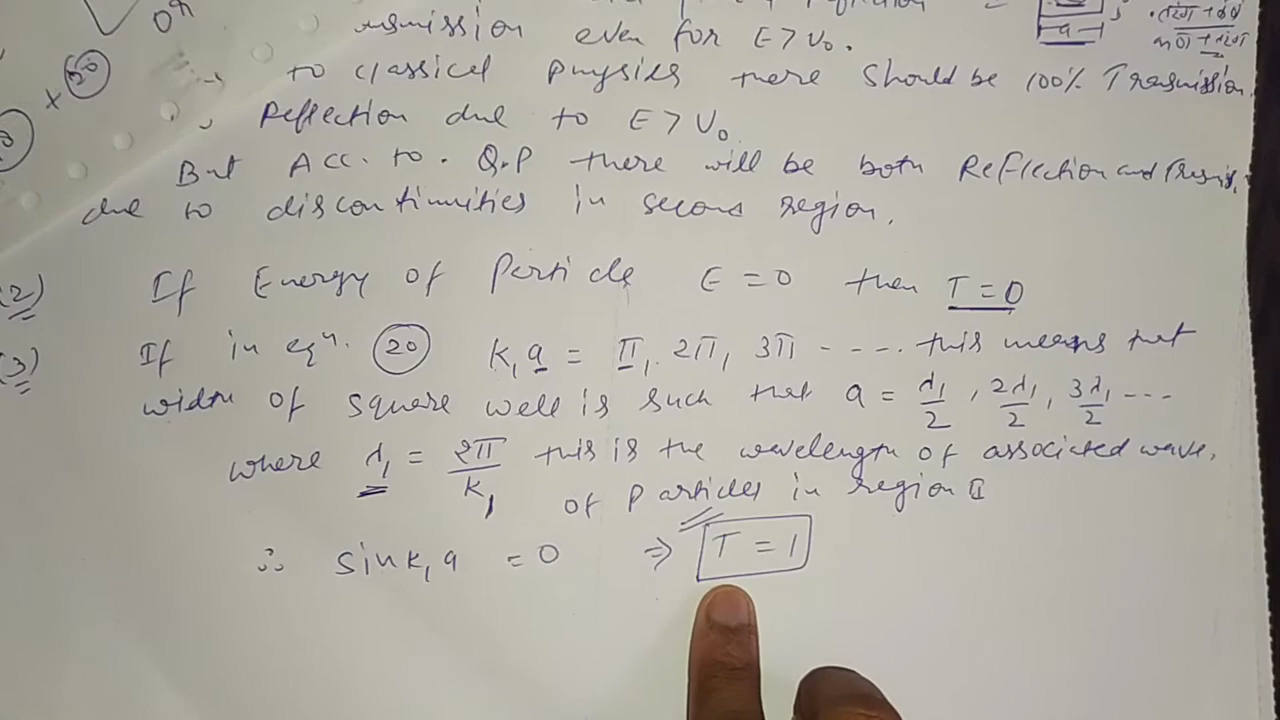 nsmission even for E > U₀.
to classical Physics there should be 100% Transmission.
Reflection due to E > U₀
But Acc. to. Q.P there will be both Reflection and
due to discontinuities in second region.
(2) If Energy of Particle E = 0 then T = 0
(3) If in eqⁿ. (20) K₁a = π, 2π, 3π ----. this means that
width of square well is such that a = λ₁/2, 2λ₁/2, 3λ₁/2 ---
where λ₁ = 2π/K₁ this is the wavelength of associated wave.
of Particles in region II
∴ sin K₁a = 0 ⇒ T = 1